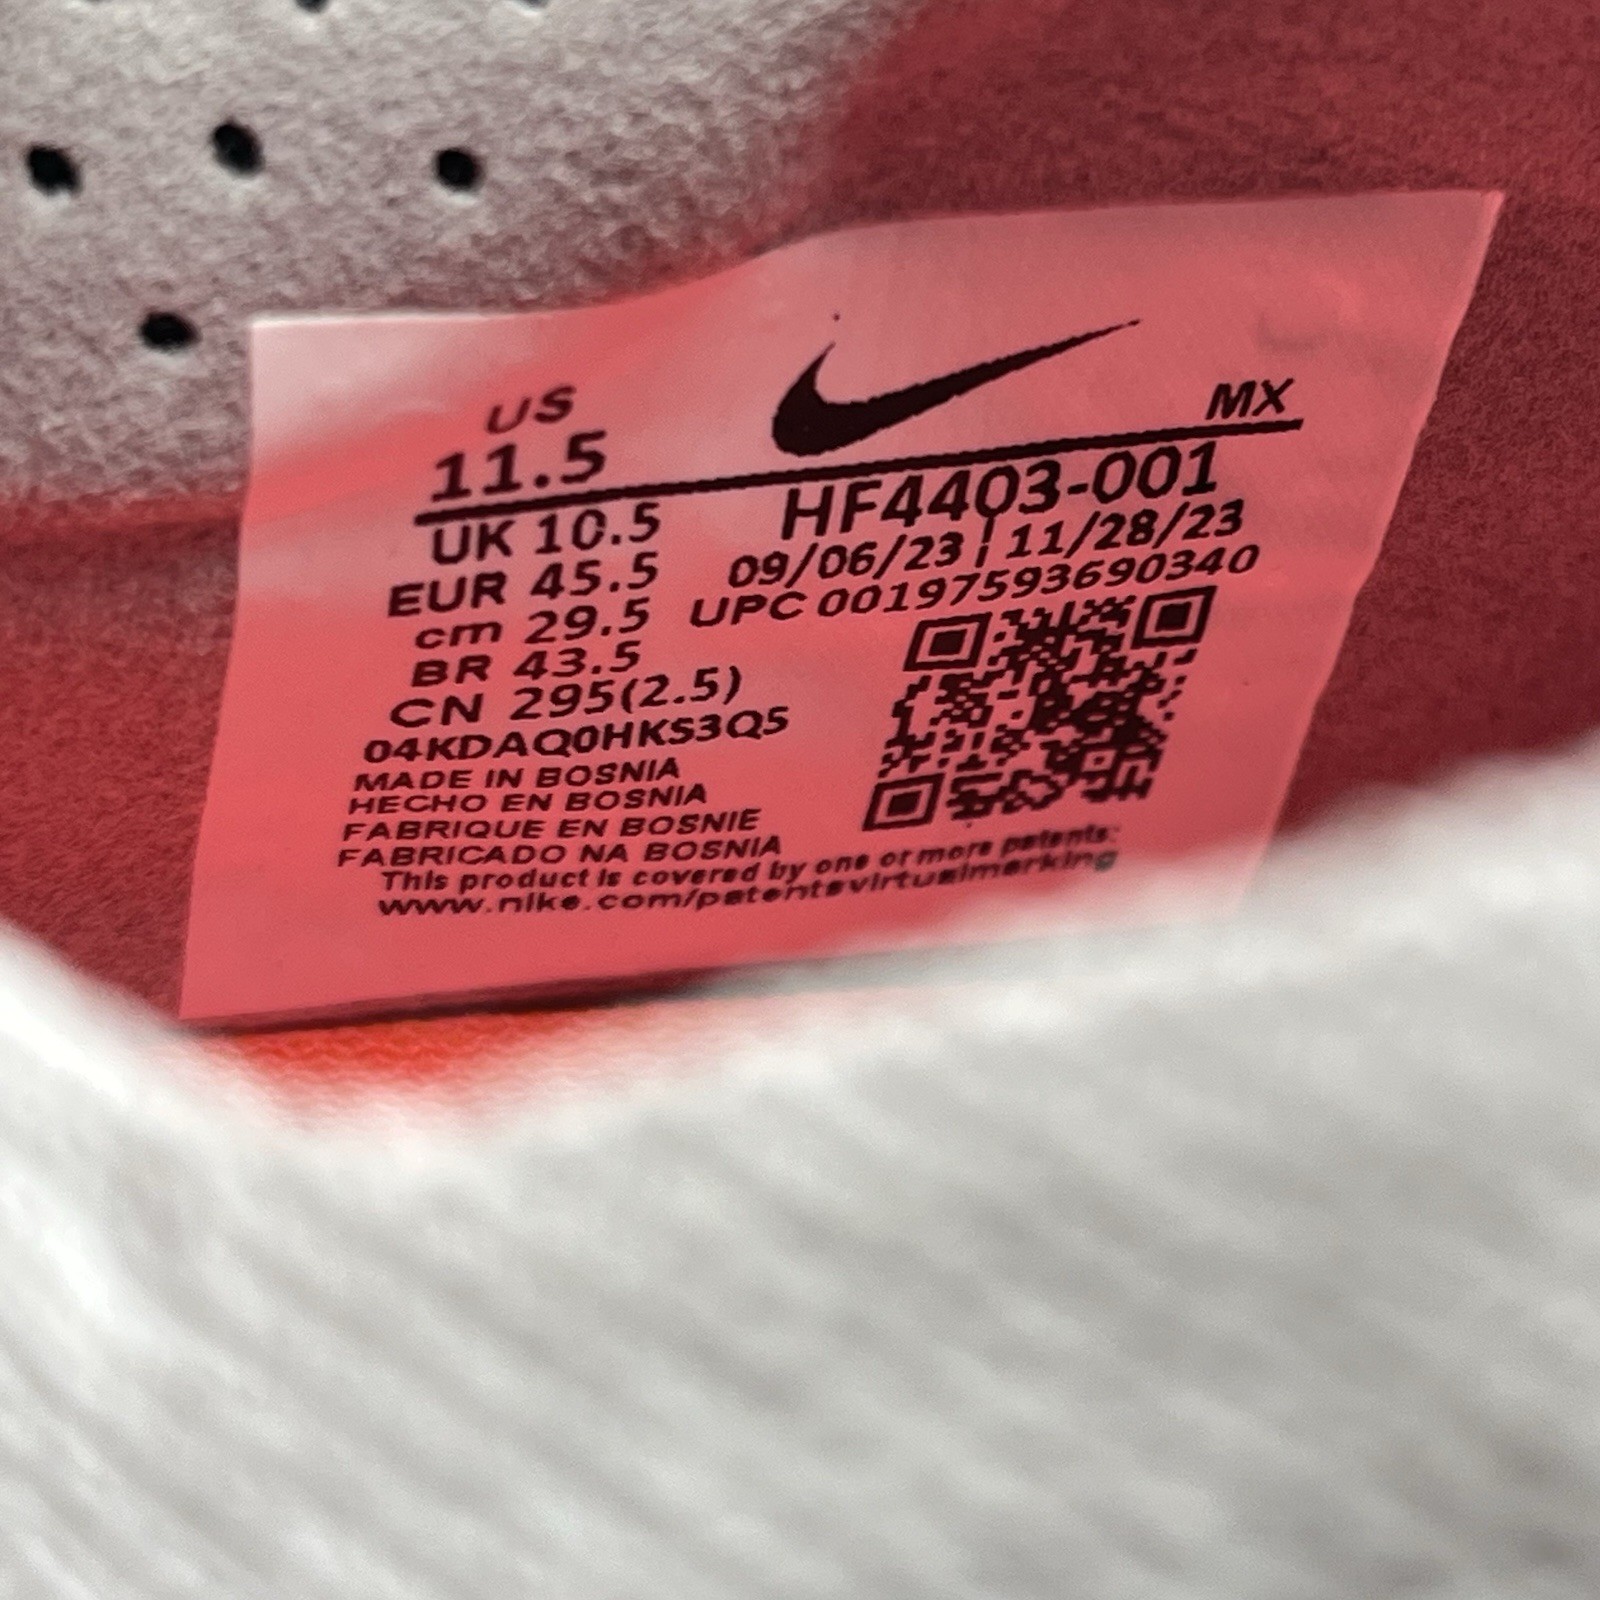 US
11.5
MX
UK 10.5
EUR 45.5
cm 29.5
BR 43.5
CN 295(2.5)
HF4403-001
09/06/23 ¦ 11/28/23
UPC 00197593690340
04KDAQ0HKS3Q5
MADE IN BOSNIA
HECHO EN BOSNIA
FABRIQUE EN BOSNIE
FABRICADO NA BOSNIA
This product is covered by one or more patents:
www.nike.com/patentsvirtualmarking